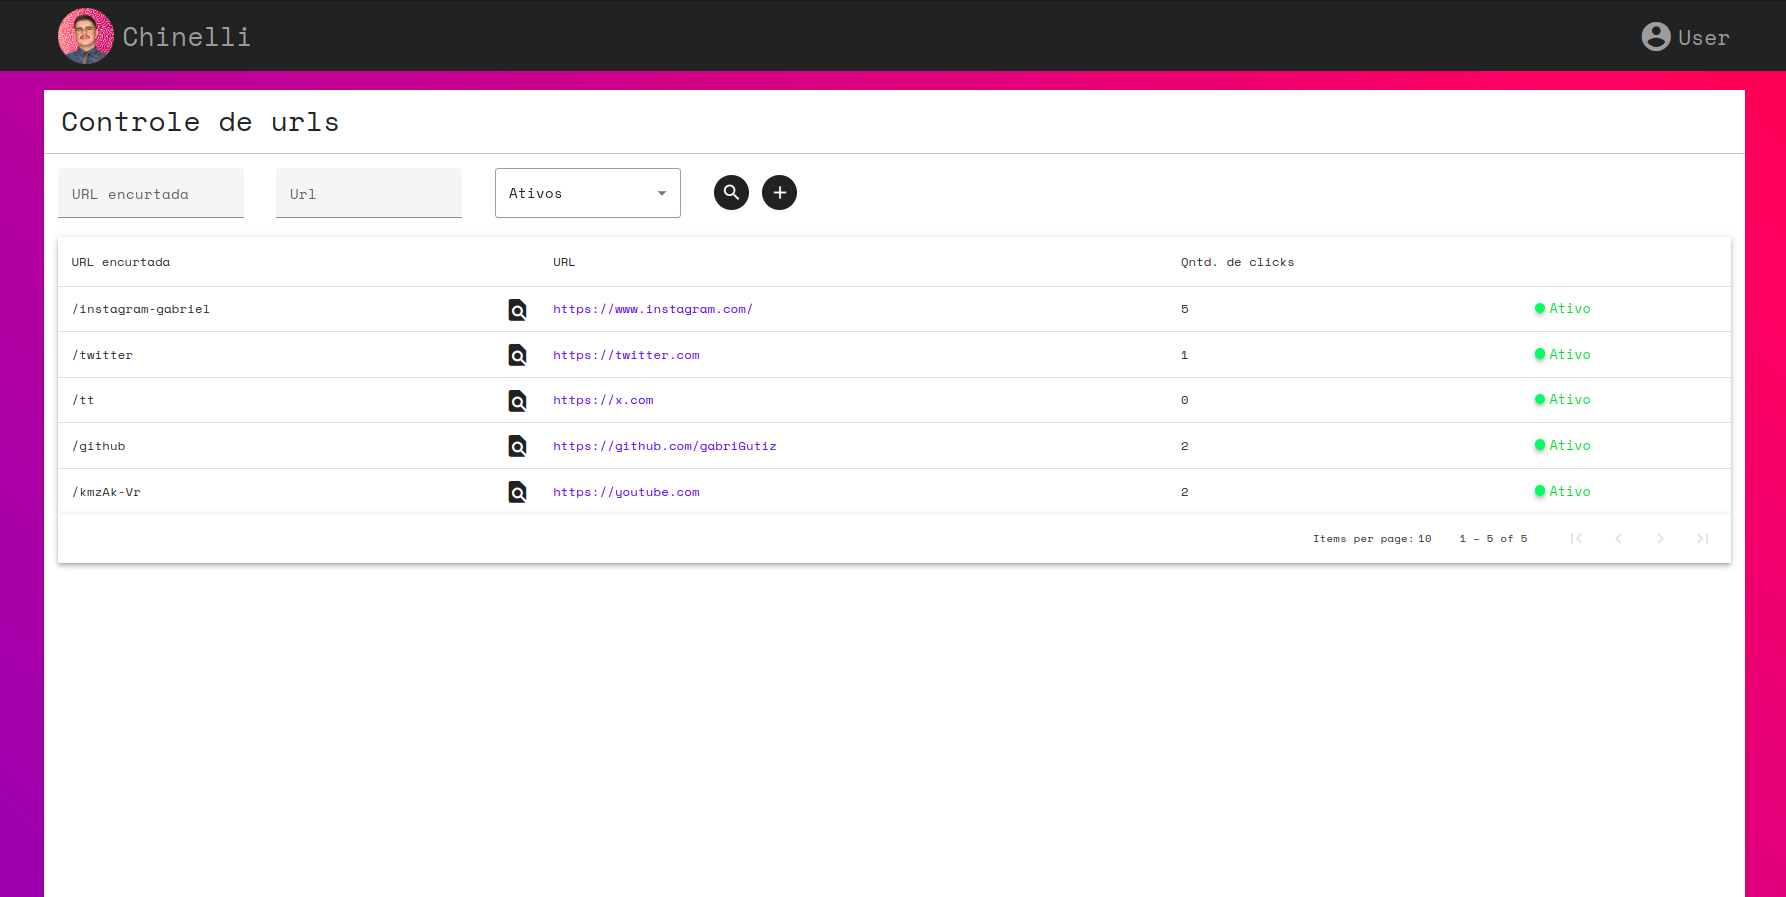 Chinelli User
Controle de urls
URL encurtada Url Ativos
URL encurtada URL Qntd. de clicks
/instagram-gabriel https://www.instagram.com/ 5 Ativo
/twitter https://twitter.com 1 Ativo
/tt https://x.com 0 Ativo
/github https://github.com/gabriGutiz 2 Ativo
/kmzAk-Vr https://youtube.com 2 Ativo
Items per page: 10 1 – 5 of 5